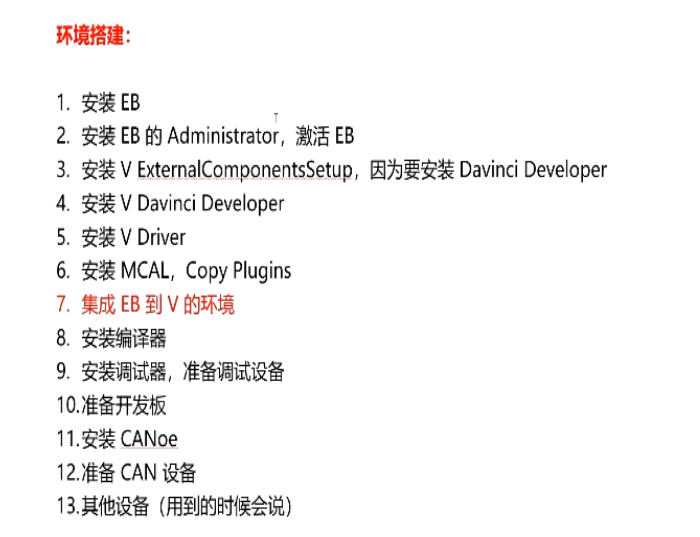 环境搭建：
1. 安装 EB
2. 安装 EB 的 Administrator，激活 EB
3. 安装 V ExternalComponentsSetup，因为要安装 Davinci Developer
4. 安装 V Davinci Developer
5. 安装 V Driver
6. 安装 MCAL，Copy Plugins
7. 集成 EB 到 V 的环境
8. 安装编译器
9. 安装调试器，准备调试设备
10.准备开发板
11.安装 CANoe
12.准备 CAN 设备
13.其他设备（用到的时候会说）